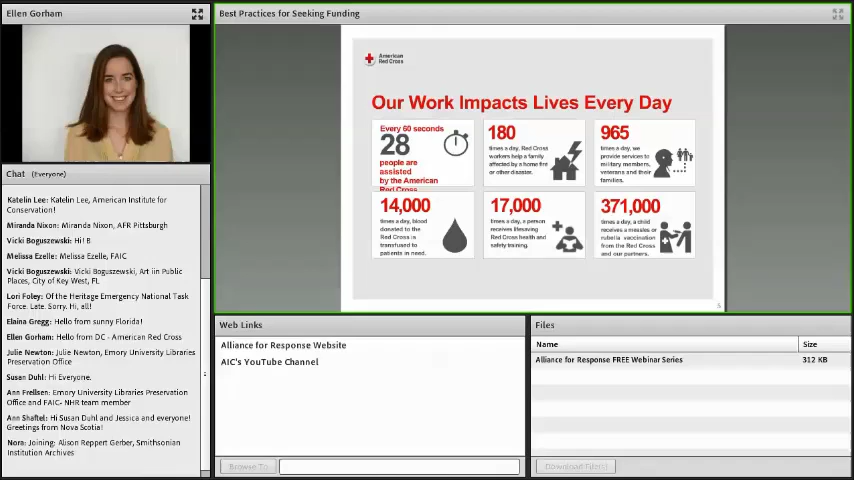 Ellen Gorham
Best Practices for Seeking Funding
American
Red Cross
Our Work Impacts Lives Every Day
Every 60 seconds
28
people are
assisted
by the American
Red Cross
180
times a day, Red Cross
workers help a family
affected by a home fire
or other disaster.
965
times a day, we
provide services to
military members,
veterans and their
families.
14,000
times a day, blood
donated to the
Red Cross is
transfused to
patients in need.
17,000
times a day, a person
receives lifesaving
Red Cross health and
safety training.
371,000
times a day, a child
receives a measles or
rubella vaccination
from the Red Cross
and our partners.
5
Chat (Everyone)
Katelin Lee: Katelin Lee, American Institute for
Conservation!
Miranda Nixon: Miranda Nixon, AFR Pittsburgh
Vicki Boguszewski: Hi! B
Melissa Ezelle: Melissa Ezelle, FAIC
Vicki Boguszewski: Vicki Boguszewski, Art iin Public
Places, City of Key West, FL
Lori Foley: Of the Heritage Emergency National Task
Force. Late. Sorry. Hi, all!
Elaina Gregg: Hello from sunny Florida!
Ellen Gorham: Hello from DC - American Red Cross
Julie Newton: Julie Newton, Emory University Libraries
Preservation Office
Susan Duhl: Hi Everyone.
Ann Frellsen: Emory University Libraries Preservation
Office and FAIC- NHR team member
Ann Shaftel: Hi Susan Duhl and Jessica and everyone!
Greetings from Nova Scotia!
Nora: Joining: Alison Reppert Gerber, Smithsonian
Institution Archives
Web Links
Alliance for Response Website
AIC's YouTube Channel
Browse To
Files
Name Size
Alliance for Response FREE Webinar Series 312 KB
Download File(s)